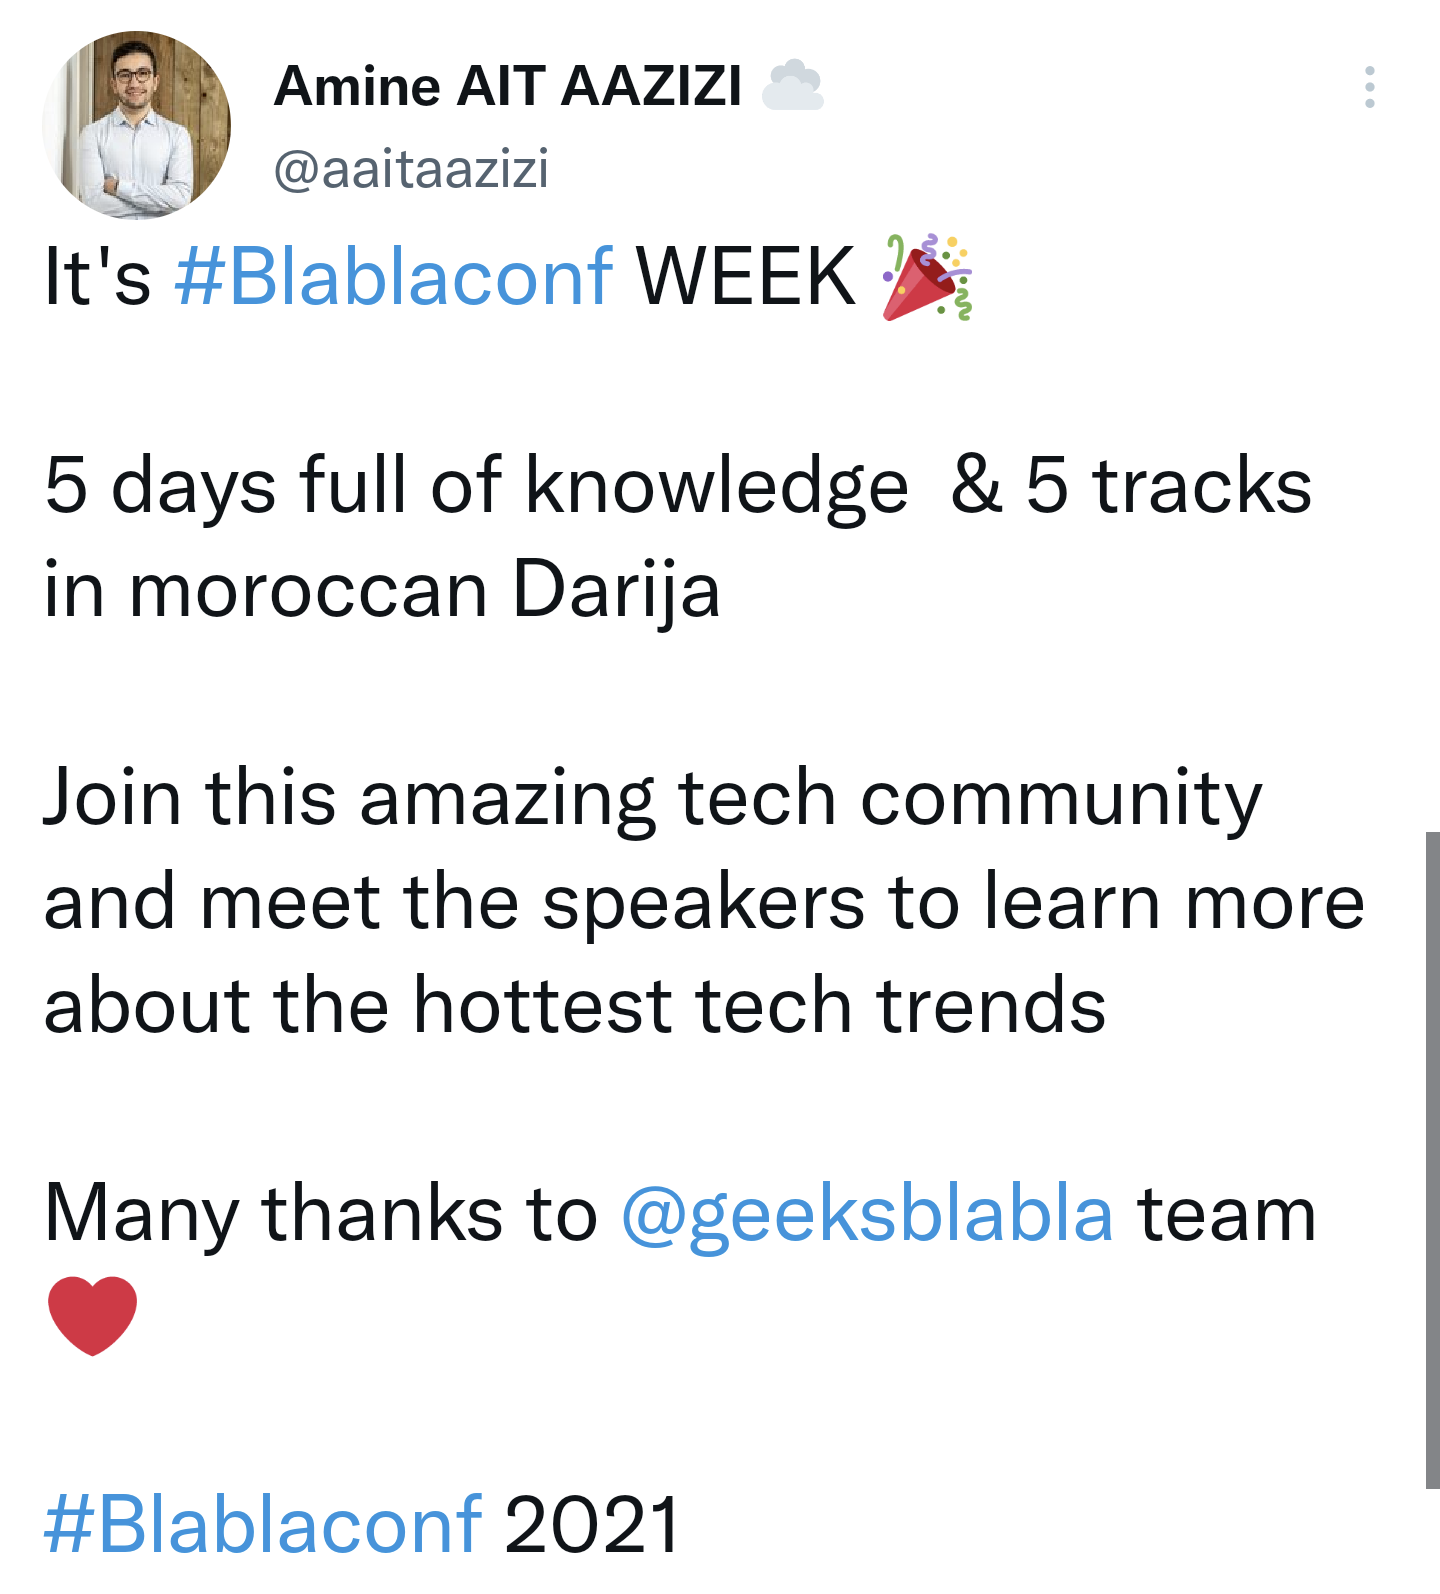 Amine AIT AAZIZI ☁️
@aaitaazizi
It's #Blablaconf WEEK 🎉
5 days full of knowledge  & 5 tracks
in moroccan Darija
Join this amazing tech community
and meet the speakers to learn more
about the hottest tech trends
Many thanks to @geeksblabla team
❤️
#Blablaconf 2021